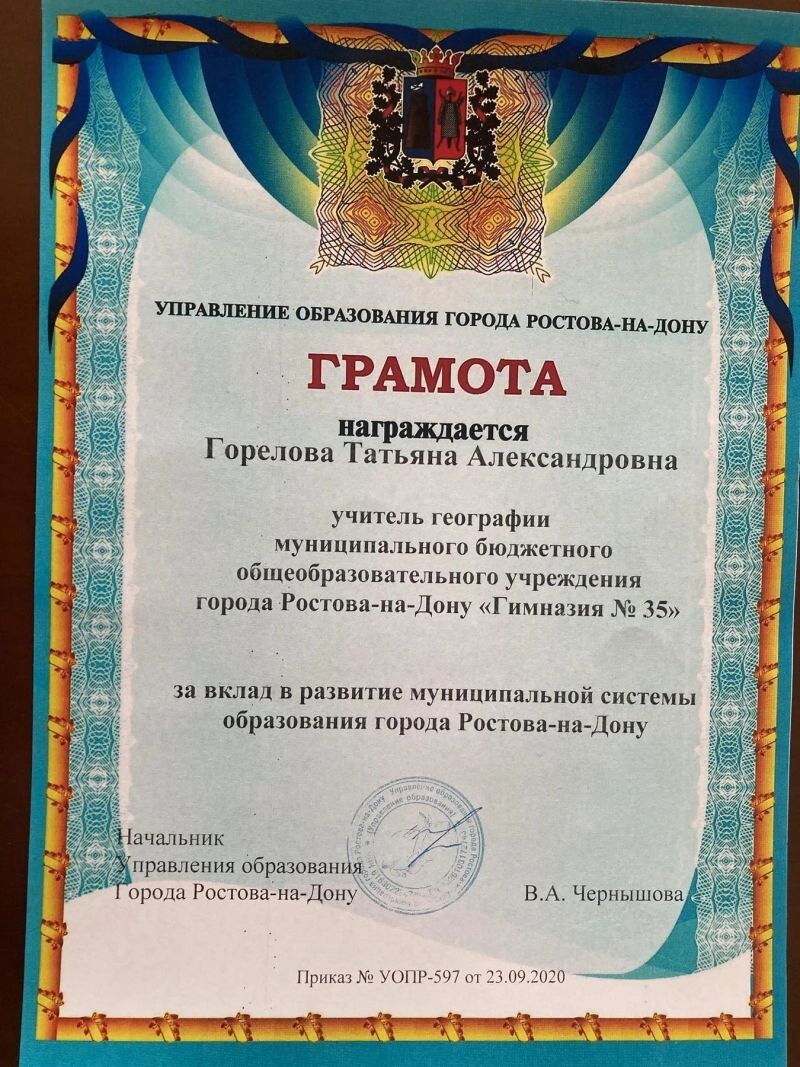 УПРАВЛЕНИЕ ОБРАЗОВАНИЯ ГОРОДА РОСТОВА-НА-ДОНУ
ГРАМОТА
награждается
Горелова Татьяна Александровна
учитель географии
муниципального бюджетного
общеобразовательного учреждения
города Ростова-на-Дону «Гимназия № 35»
за вклад в развитие муниципальной системы
образования города Ростова-на-Дону
Начальник
Управления образования
Города Ростова-на-Дону
В.А. Чернышова
Приказ № УОПР-597 от 23.09.2020